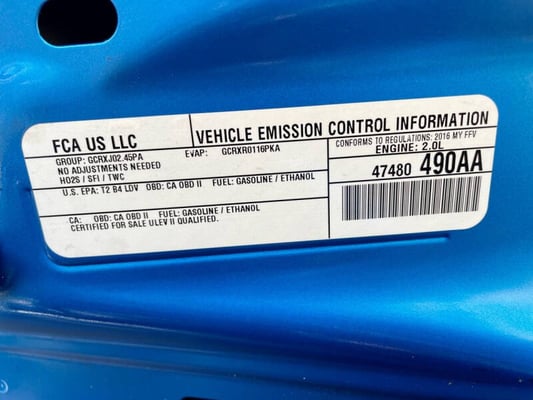 FCA US LLC
VEHICLE EMISSION CONTROL INFORMATION
GROUP: GCRXJ02.45PA EVAP: GCRXR0116PKA
NO ADJUSTMENTS NEEDED
HO2S / SFI / TWC
CONFORMS TO REGULATIONS: 2016 MY FFV
ENGINE: 2.0L
47480 490AA
U.S. EPA: T2 B4 LDV OBD: CA OBD II FUEL: GASOLINE / ETHANOL
CA: OBD: CA OBD II FUEL: GASOLINE / ETHANOL
CERTIFIED FOR SALE ULEV II QUALIFIED.